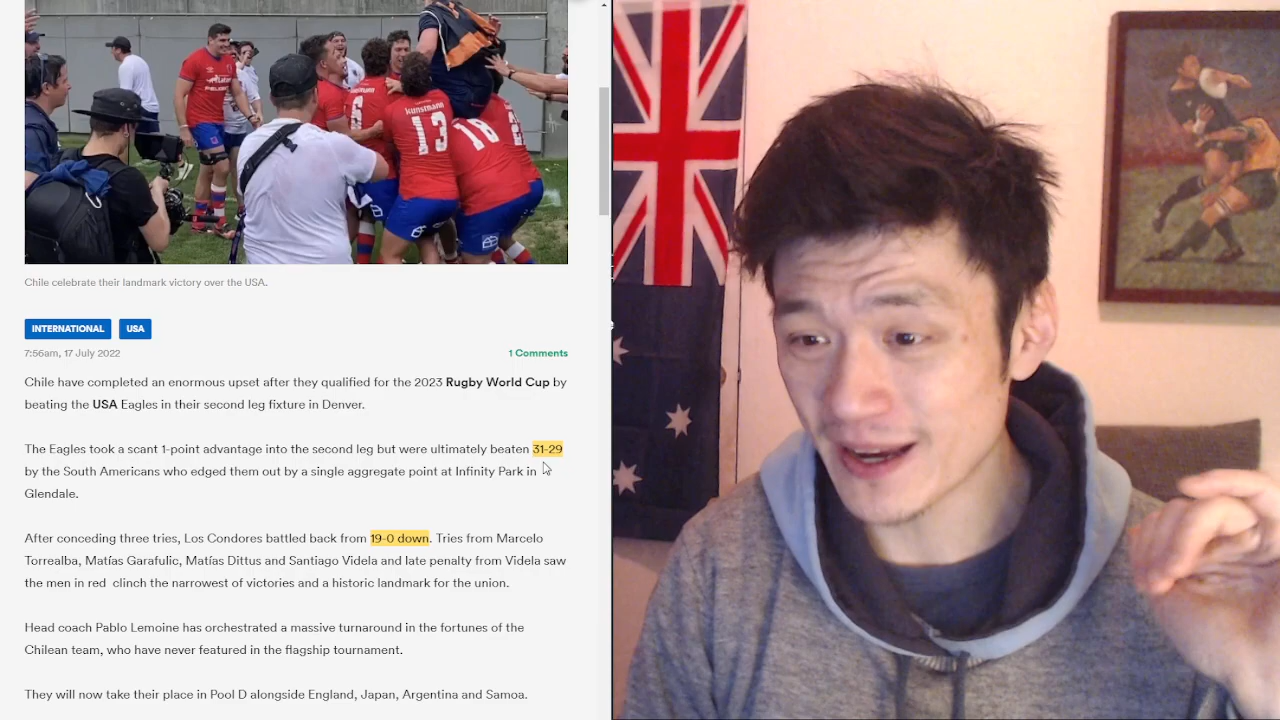 kunstmann
6
13
18
Chile celebrate their landmark victory over the USA.
INTERNATIONAL USA
7:56am, 17 July 2022 1 Comments
Chile have completed an enormous upset after they qualified for the 2023 Rugby World Cup by
beating the USA Eagles in their second leg fixture in Denver.
The Eagles took a scant 1-point advantage into the second leg but were ultimately beaten 31-29
by the South Americans who edged them out by a single aggregate point at Infinity Park in
Glendale.
After conceding three tries, Los Condores battled back from 19-0 down. Tries from Marcelo
Torrealba, Matías Garafulic, Matías Dittus and Santiago Videla and late penalty from Videla saw
the men in red clinch the narrowest of victories and a historic landmark for the union.
Head coach Pablo Lemoine has orchestrated a massive turnaround in the fortunes of the
Chilean team, who have never featured in the flagship tournament.
They will now take their place in Pool D alongside England, Japan, Argentina and Samoa.